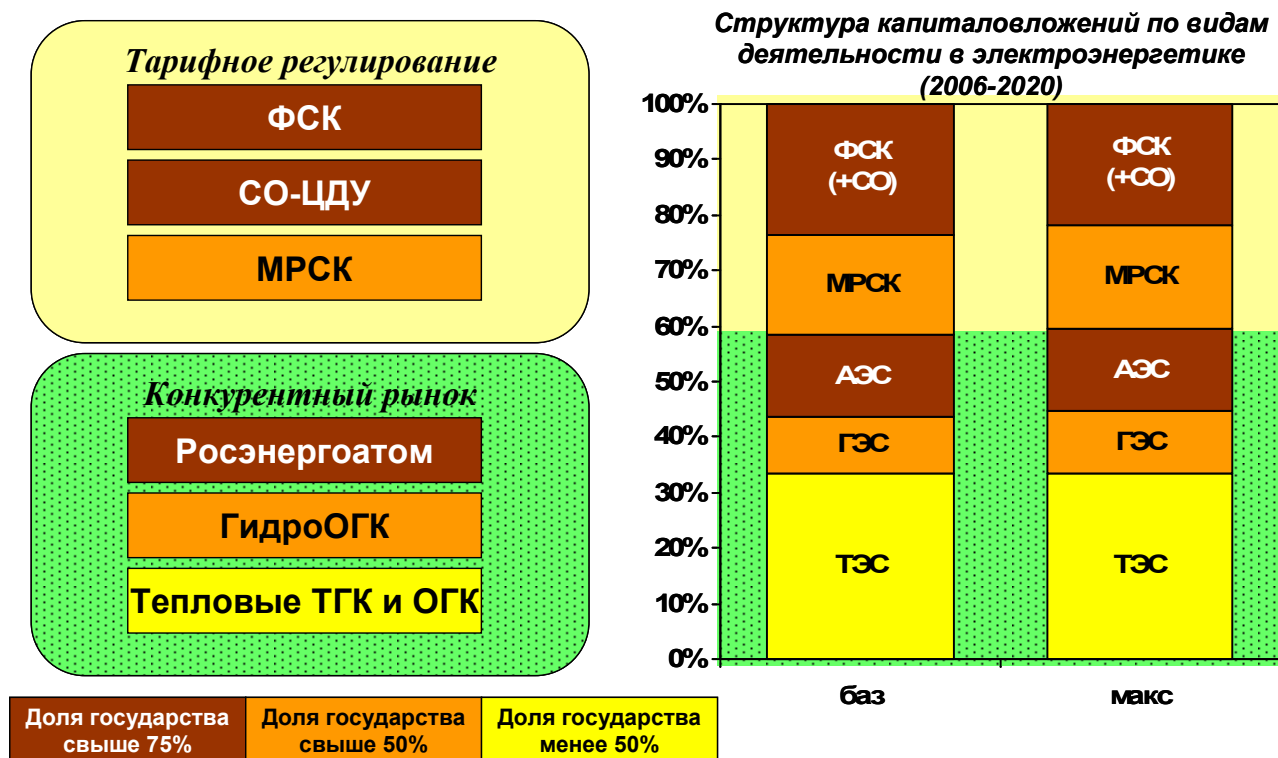 Тарифное регулирование
ФСК
СО-ЦДУ
МРСК
Конкурентный рынок
Росэнергоатом
ГидроОГК
Тепловые ТГК и ОГК
Доля государства
свыше 75%
Доля государства
свыше 50%
Доля государства
менее 50%
Структура капиталовложений по видам
деятельности в электроэнергетике
(2006-2020)
100%
90%
80%
70%
60%
50%
40%
30%
20%
10%
0%
ФСК
(+СО)
МРСК
АЭС
ГЭС
ТЭС
ФСК
(+СО)
МРСК
АЭС
ГЭС
ТЭС
баз
макс